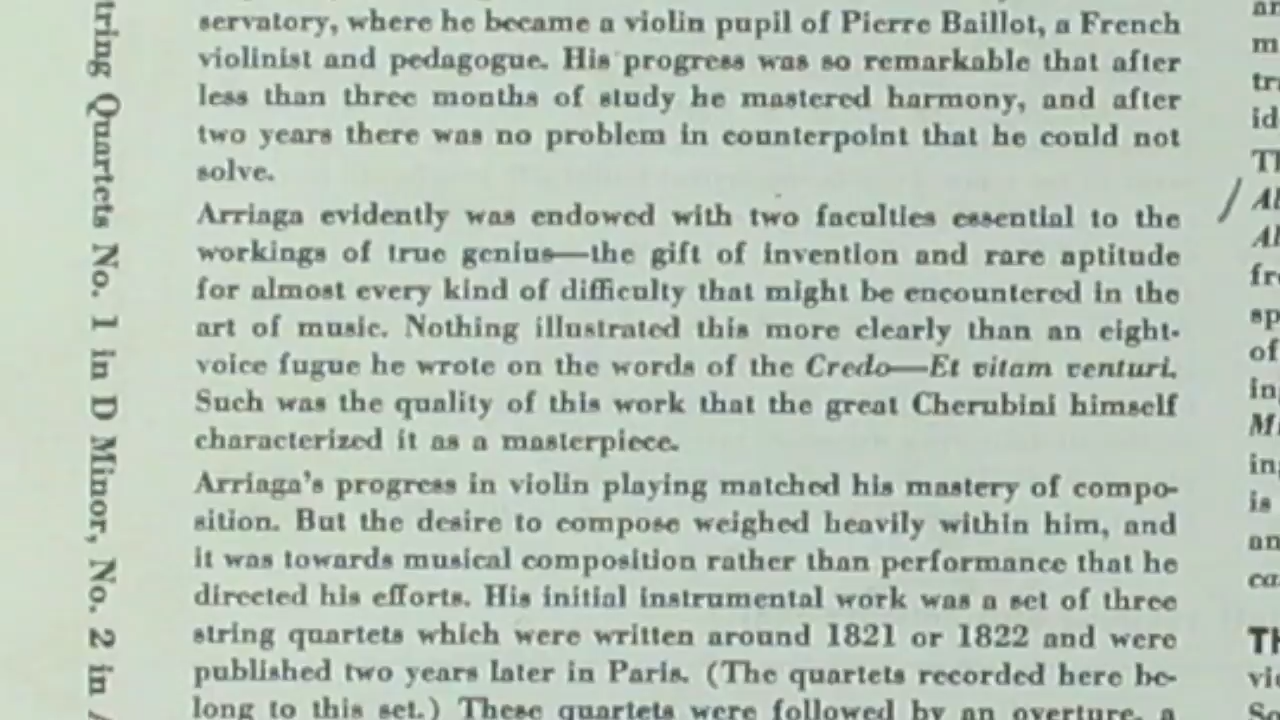 tring Quartets No. 1 in D Minor, No. 2 in
servatory, where he became a violin pupil of Pierre Baillot, a French
violinist and pedagogue. His progress was so remarkable that after
less than three months of study he mastered harmony, and after
two years there was no problem in counterpoint that he could not
solve.
Arriaga evidently was endowed with two faculties essential to the
workings of true genius—the gift of invention and rare aptitude
for almost every kind of difficulty that might be encountered in the
art of music. Nothing illustrated this more clearly than an eight-
voice fugue he wrote on the words of the Credo—Et vitam venturi.
Such was the quality of this work that the great Cherubini himself
characterized it as a masterpiece.
Arriaga's progress in violin playing matched his mastery of compo-
sition. But the desire to compose weighed heavily within him, and
it was towards musical composition rather than performance that he
directed his efforts. His initial instrumental work was a set of three
string quartets which were written around 1821 or 1822 and were
published two years later in Paris. (The quartets recorded here be-
long to this set.) These quartets were followed by an overture, a